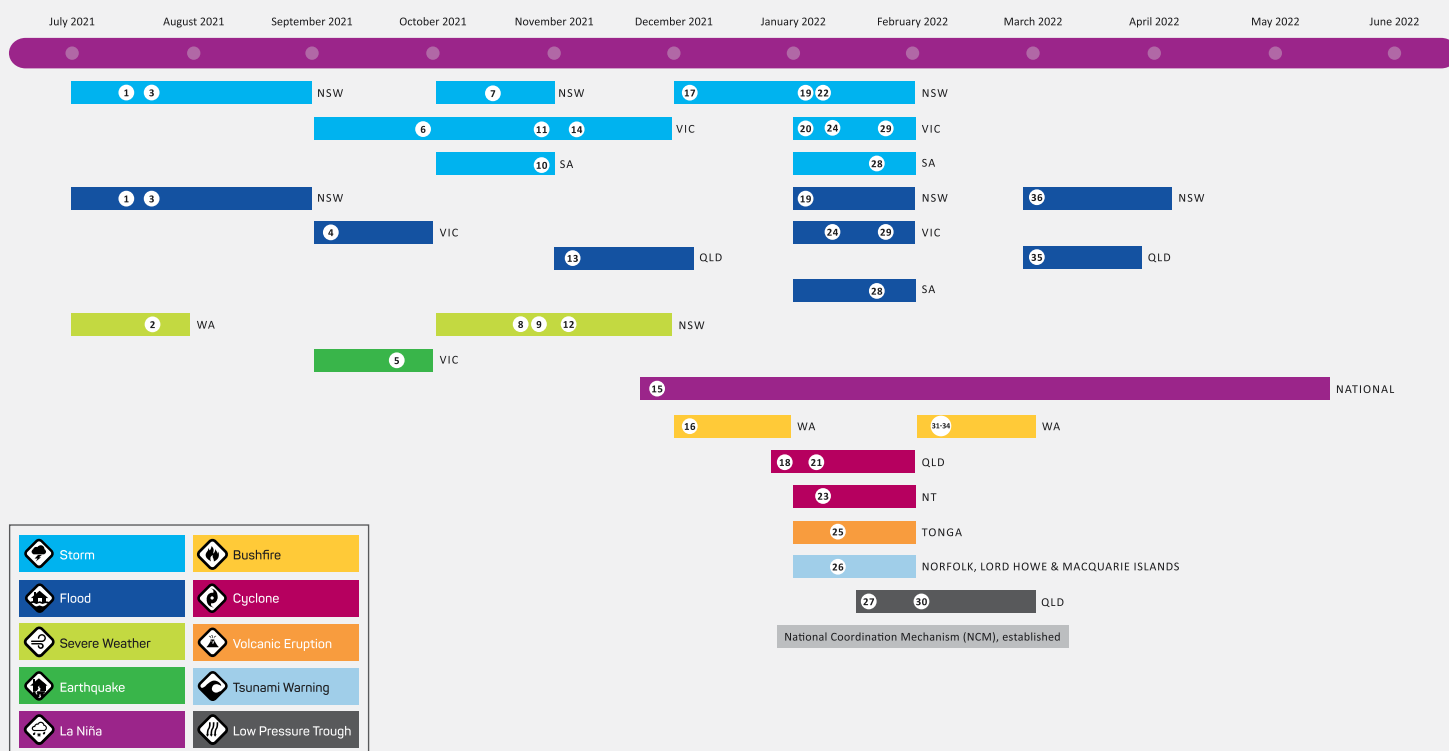 July 2021 August 2021 September 2021 October 2021 November 2021 December 2021 January 2022 February 2022 March 2022 April 2022 May 2022 June 2022
1 3 NSW 7 NSW 17 19 22 NSW
6 11 14 VIC 20 24 29 VIC
10 SA 28 SA
1 3 NSW 19 NSW 36 NSW
4 VIC 24 29 VIC
13 QLD 35 QLD
28 SA
2 WA 8 9 12 NSW
5 VIC
15 NATIONAL
16 WA 31-34 WA
18 21 QLD
23 NT
25 TONGA
26 NORFOLK, LORD HOWE & MACQUARIE ISLANDS
27 30 QLD
National Coordination Mechanism (NCM), established
Storm Bushfire
Flood Cyclone
Severe Weather Volcanic Eruption
Earthquake Tsunami Warning
La Niña Low Pressure Trough